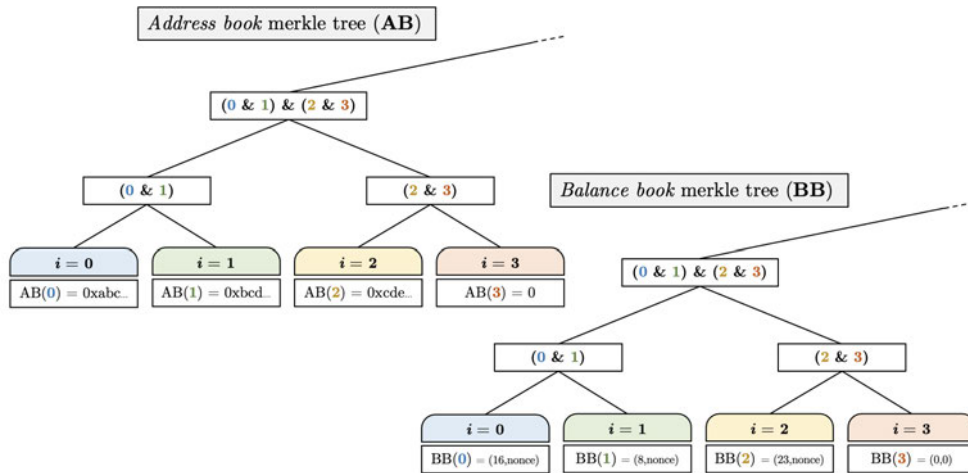 Address book merkle tree (AB)
(0 & 1) & (2 & 3)
(0 & 1)
(2 & 3)
i = 0
i = 1
i = 2
i = 3
AB(0) = 0xabc...
AB(1) = 0xbcd...
AB(2) = 0xcde...
AB(3) = 0
Balance book merkle tree (BB)
(0 & 1) & (2 & 3)
(0 & 1)
(2 & 3)
i = 0
i = 1
i = 2
i = 3
BB(0) = (16,nonce)
BB(1) = (8,nonce)
BB(2) = (23,nonce)
BB(3) = (0,0)